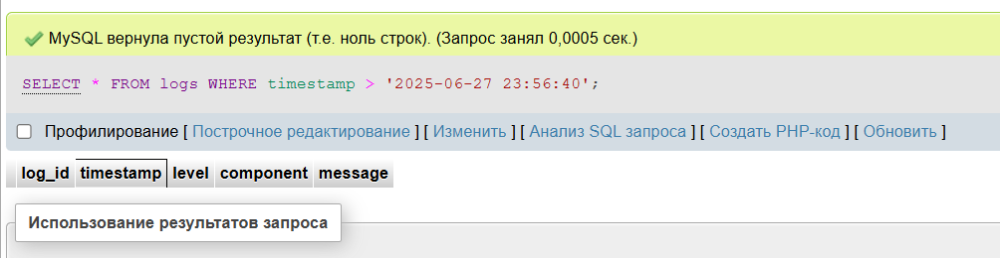 MySQL вернула пустой результат (т.е. ноль строк). (Запрос занял 0,0005 сек.)
SELECT * FROM logs WHERE timestamp > '2025-06-27 23:56:40';
Профилирование [ Построчное редактирование ] [ Изменить ] [ Анализ SQL запроса ] [ Создать PHP-код ] [ Обновить ]
log_id timestamp level component message
Использование результатов запроса